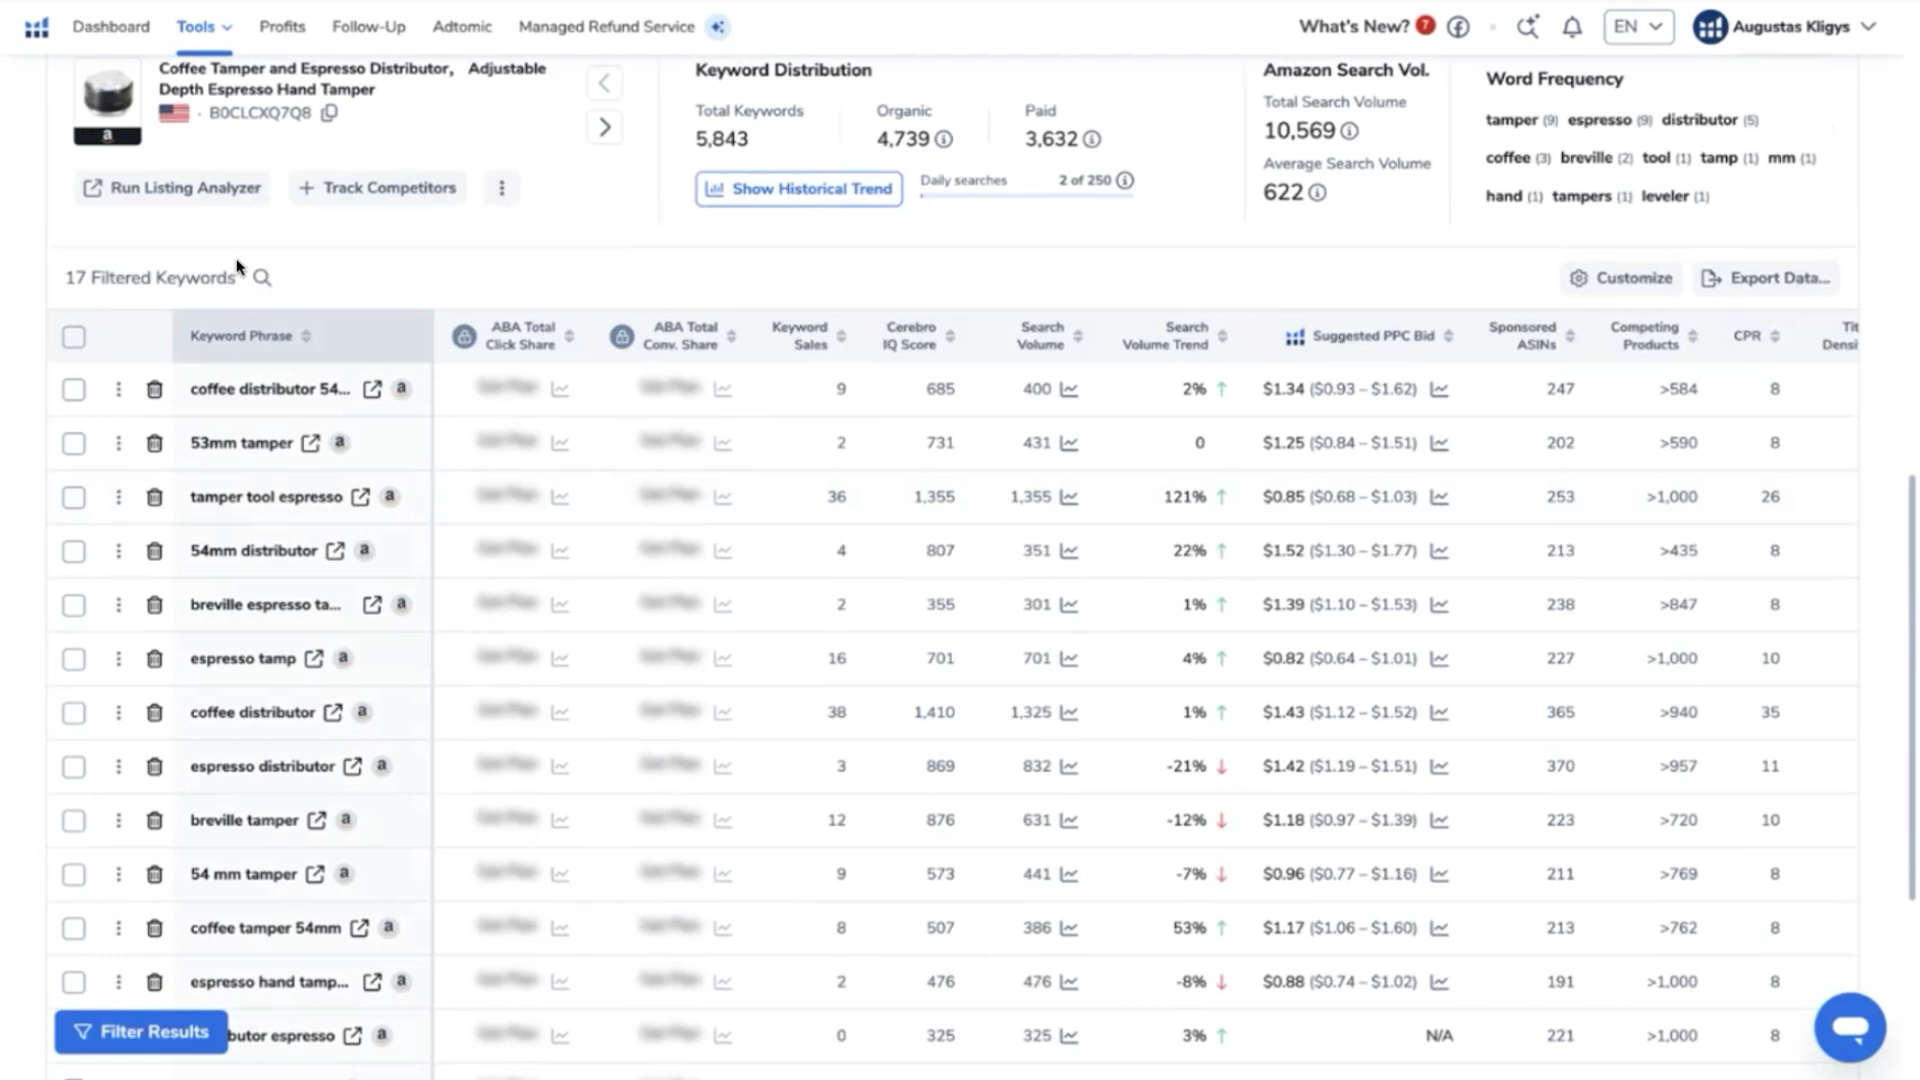 Dashboard Tools Profits Follow-Up Adtomic Managed Refund Service What's New? 7 EN Augustas Kligys
Coffee Tamper and Espresso Distributor, Adjustable
Depth Espresso Hand Tamper
B0CLCXQ7Q8
a
Run Listing Analyzer + Track Competitors
Keyword Distribution
Total Keywords Organic Paid
5,843 4,739 3,632
Show Historical Trend Daily searches 2 of 250
Amazon Search Vol.
Total Search Volume
10,569
Average Search Volume
622
Word Frequency
tamper (9) espresso (9) distributor (5)
coffee (3) breville (2) tool (1) tamp (1) mm (1)
hand (1) tampers (1) leveler (1)
17 Filtered Keywords Customize Export Data...
Keyword Phrase ABA Total Click Share ABA Total Conv. Share Keyword Sales Cerebro IQ Score Search Volume Search Volume Trend Suggested PPC Bid Sponsored ASINs Competing Products CPR Tit Densi
coffee distributor 54... a 9 685 400 2% ↑ $1.34 ($0.93 – $1.62) 247 >584 8
53mm tamper a 2 731 431 0 $1.25 ($0.84 – $1.51) 202 >590 8
tamper tool espresso a 36 1,355 1,355 121% ↑ $0.85 ($0.68 – $1.03) 253 >1,000 26
54mm distributor a 4 807 351 22% ↑ $1.52 ($1.30 – $1.77) 213 >435 8
breville espresso ta... a 2 355 301 1% ↑ $1.39 ($1.10 – $1.53) 238 >847 8
espresso tamp a 16 701 701 4% ↑ $0.82 ($0.64 – $1.01) 227 >1,000 10
coffee distributor a 38 1,410 1,325 1% ↑ $1.43 ($1.12 – $1.52) 365 >940 35
espresso distributor a 3 869 832 -21% ↓ $1.42 ($1.19 – $1.51) 370 >957 11
breville tamper a 12 876 631 -12% ↓ $1.18 ($0.97 – $1.39) 223 >720 10
54 mm tamper a 9 573 441 -7% ↓ $0.96 ($0.77 – $1.16) 211 >769 8
coffee tamper 54mm a 8 507 386 53% ↑ $1.17 ($1.06 – $1.60) 213 >762 8
espresso hand tamp... a 2 476 476 -8% ↓ $0.88 ($0.74 – $1.02) 191 >1,000 8
Filter Results butor espresso a 0 325 325 3% ↑ N/A 221 >1,000 8